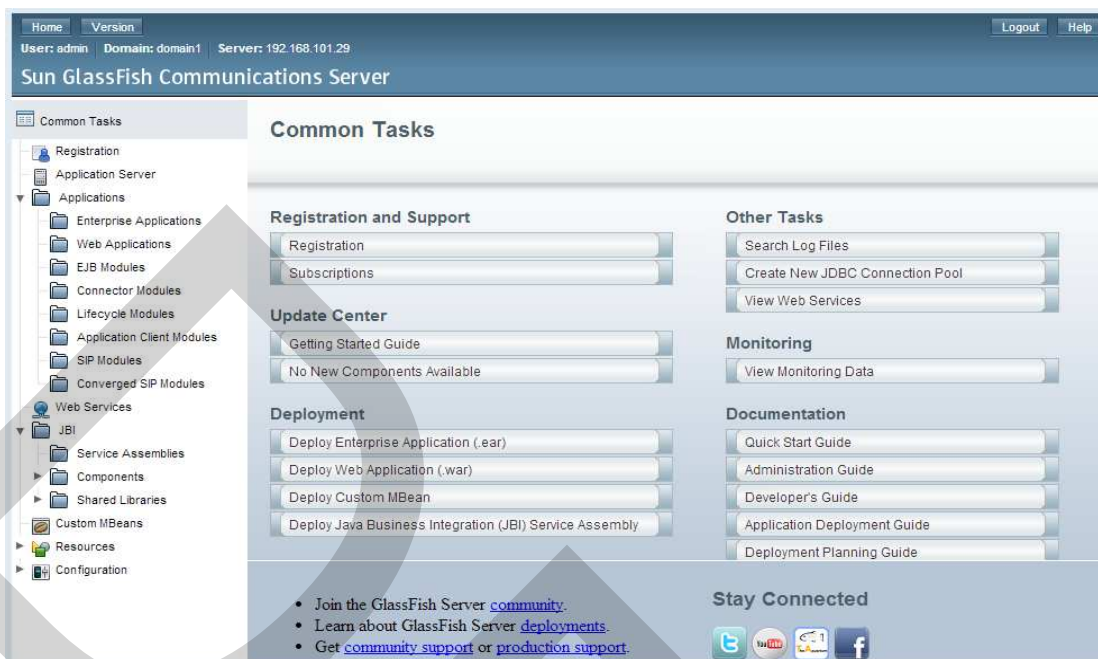 Home Version Logout Help
User: admin Domain: domain1 Server: 192.168.101.29
Sun GlassFish Communications Server
Common Tasks
Registration
Application Server
Applications
Enterprise Applications
Web Applications
EJB Modules
Connector Modules
Lifecycle Modules
Application Client Modules
SIP Modules
Converged SIP Modules
Web Services
JBI
Service Assemblies
Components
Shared Libraries
Custom MBeans
Resources
Configuration
Common Tasks
Registration and Support
Registration
Subscriptions
Update Center
Getting Started Guide
No New Components Available
Deployment
Deploy Enterprise Application (.ear)
Deploy Web Application (.war)
Deploy Custom MBean
Deploy Java Business Integration (JBI) Service Assembly
Other Tasks
Search Log Files
Create New JDBC Connection Pool
View Web Services
Monitoring
View Monitoring Data
Documentation
Quick Start Guide
Administration Guide
Developer's Guide
Application Deployment Guide
Deployment Planning Guide
• Join the GlassFish Server community.
• Learn about GlassFish Server deployments.
• Get community support or production support.
Stay Connected